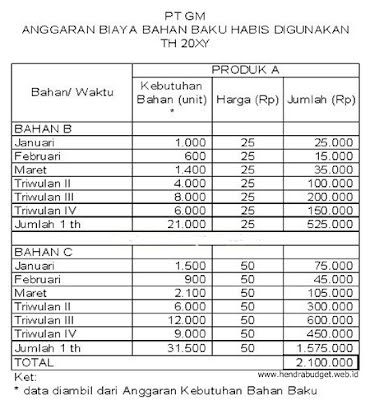 PT GM
ANGGARAN BIAYA BAHAN BAKU HABIS DIGUNAKAN
TH 20XY
Bahan/ Waktu
PRODUK A
Kebutuhan Bahan (unit) *
Harga (Rp)
Jumlah (Rp)
BAHAN B
Januari 1.000 25 25.000
Februari 600 25 15.000
Maret 1.400 25 35.000
Triwulan II 4.000 25 100.000
Triwulan III 8.000 25 200.000
Triwulan IV 6.000 25 150.000
Jumlah 1 th 21.000 25 525.000
BAHAN C
Januari 1.500 50 75.000
Februari 900 50 45.000
Maret 2.100 50 105.000
Triwulan II 6.000 50 300.000
Triwulan III 12.000 50 600.000
Triwulan IV 9.000 50 450.000
Jumlah 1 th 31.500 50 1.575.000
TOTAL 2.100.000
www.hendrabudget.web.id
Ket:
* data diambil dari Anggaran Kebutuhan Bahan Baku